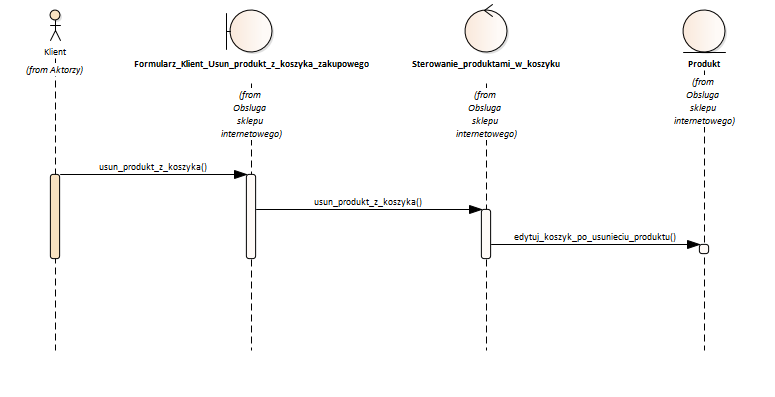 Klient
(from Aktorzy)
Formularz_Klient_Usun_produkt_z_koszyka_zakupowego
(from
Obsluga
sklepu
internetowego)
Sterowanie_produktami_w_koszyku
(from
Obsluga
sklepu
internetowego)
Produkt
(from
Obsluga
sklepu
internetowego)
usun_produkt_z_koszyka()
usun_produkt_z_koszyka()
edytuj_koszyk_po_usunieciu_produktu()